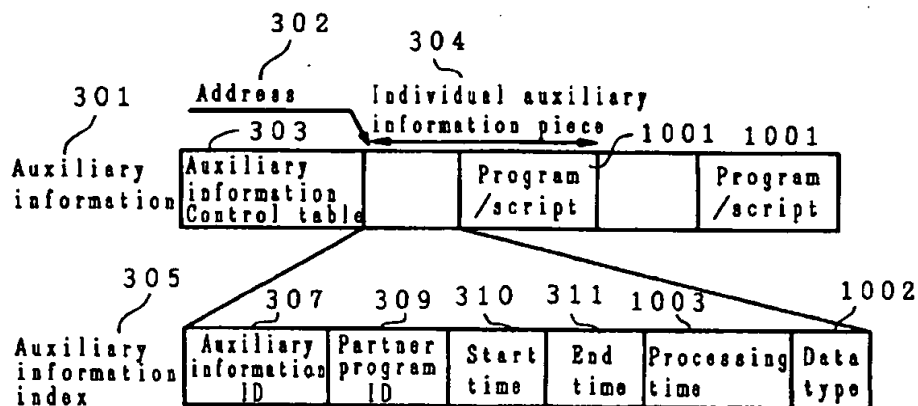 302
304
301
Address
Individual auxiliary
information piece
303
1001
1001
Auxiliary
information
Auxiliary
information
Control table
Program
/script
Program
/script
305
307
309
310
311
1003
1002
Auxiliary
information
index
Auxiliary
information
ID
Partner
program
ID
Start
time
End
time
Processing
time
Data
type